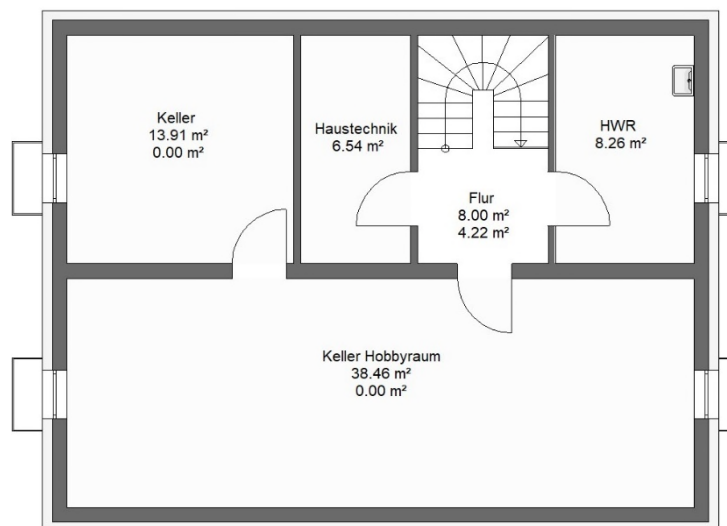 Keller
13.91 m²
0.00 m²
Haustechnik
6.54 m²
HWR
8.26 m²
Flur
8.00 m²
4.22 m²
Keller Hobbyraum
38.46 m²
0.00 m²